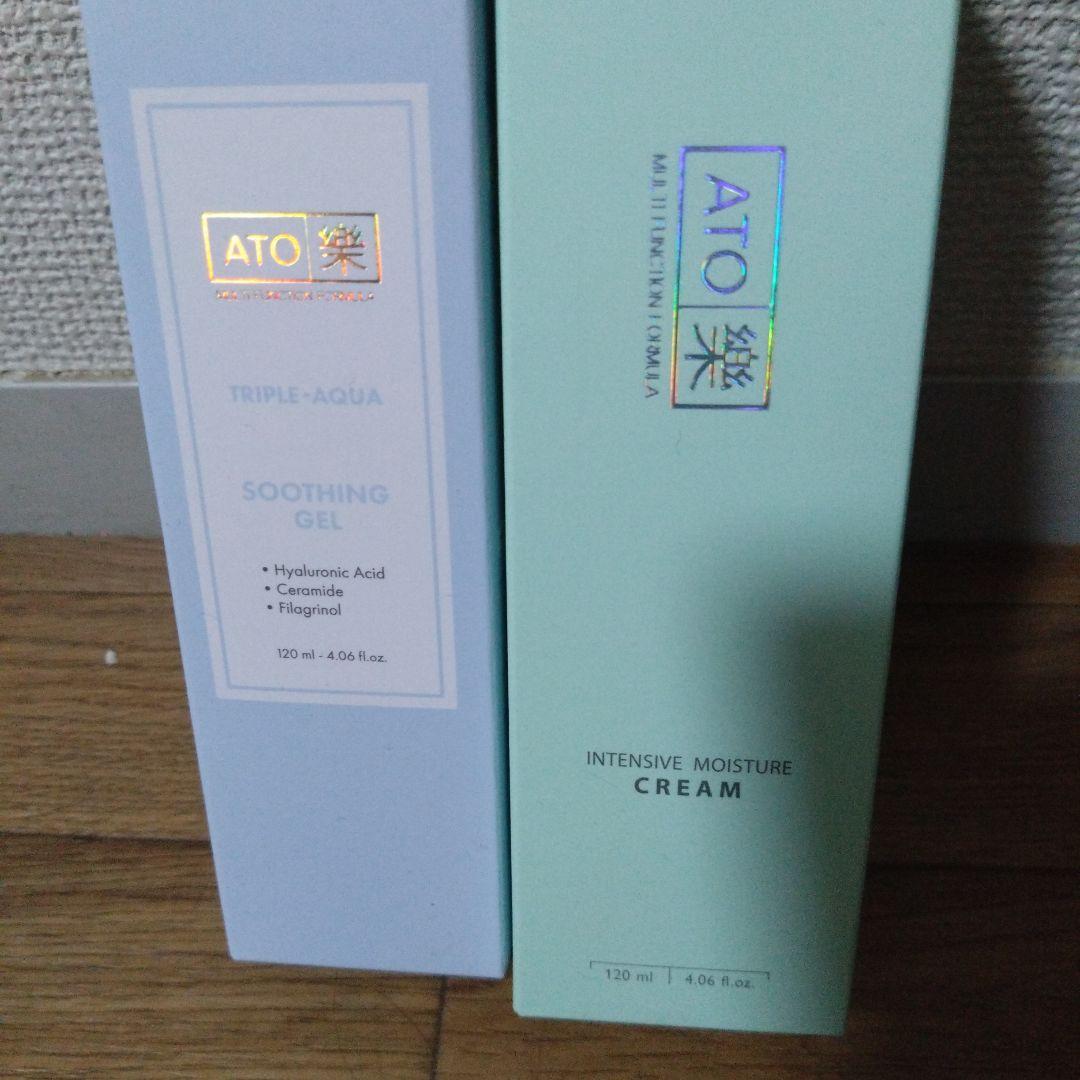 ATO 樂
MULTI FUNCTION FORMULA
TRIPLE-AQUA
SOOTHING
GEL
• Hyaluronic Acid
• Ceramide
• Filagrinol
120 ml - 4.06 fl.oz.
ATO 樂
MULTI FUNCTION FORMULA
INTENSIVE MOISTURE
CREAM
120 ml | 4.06 fl.oz.